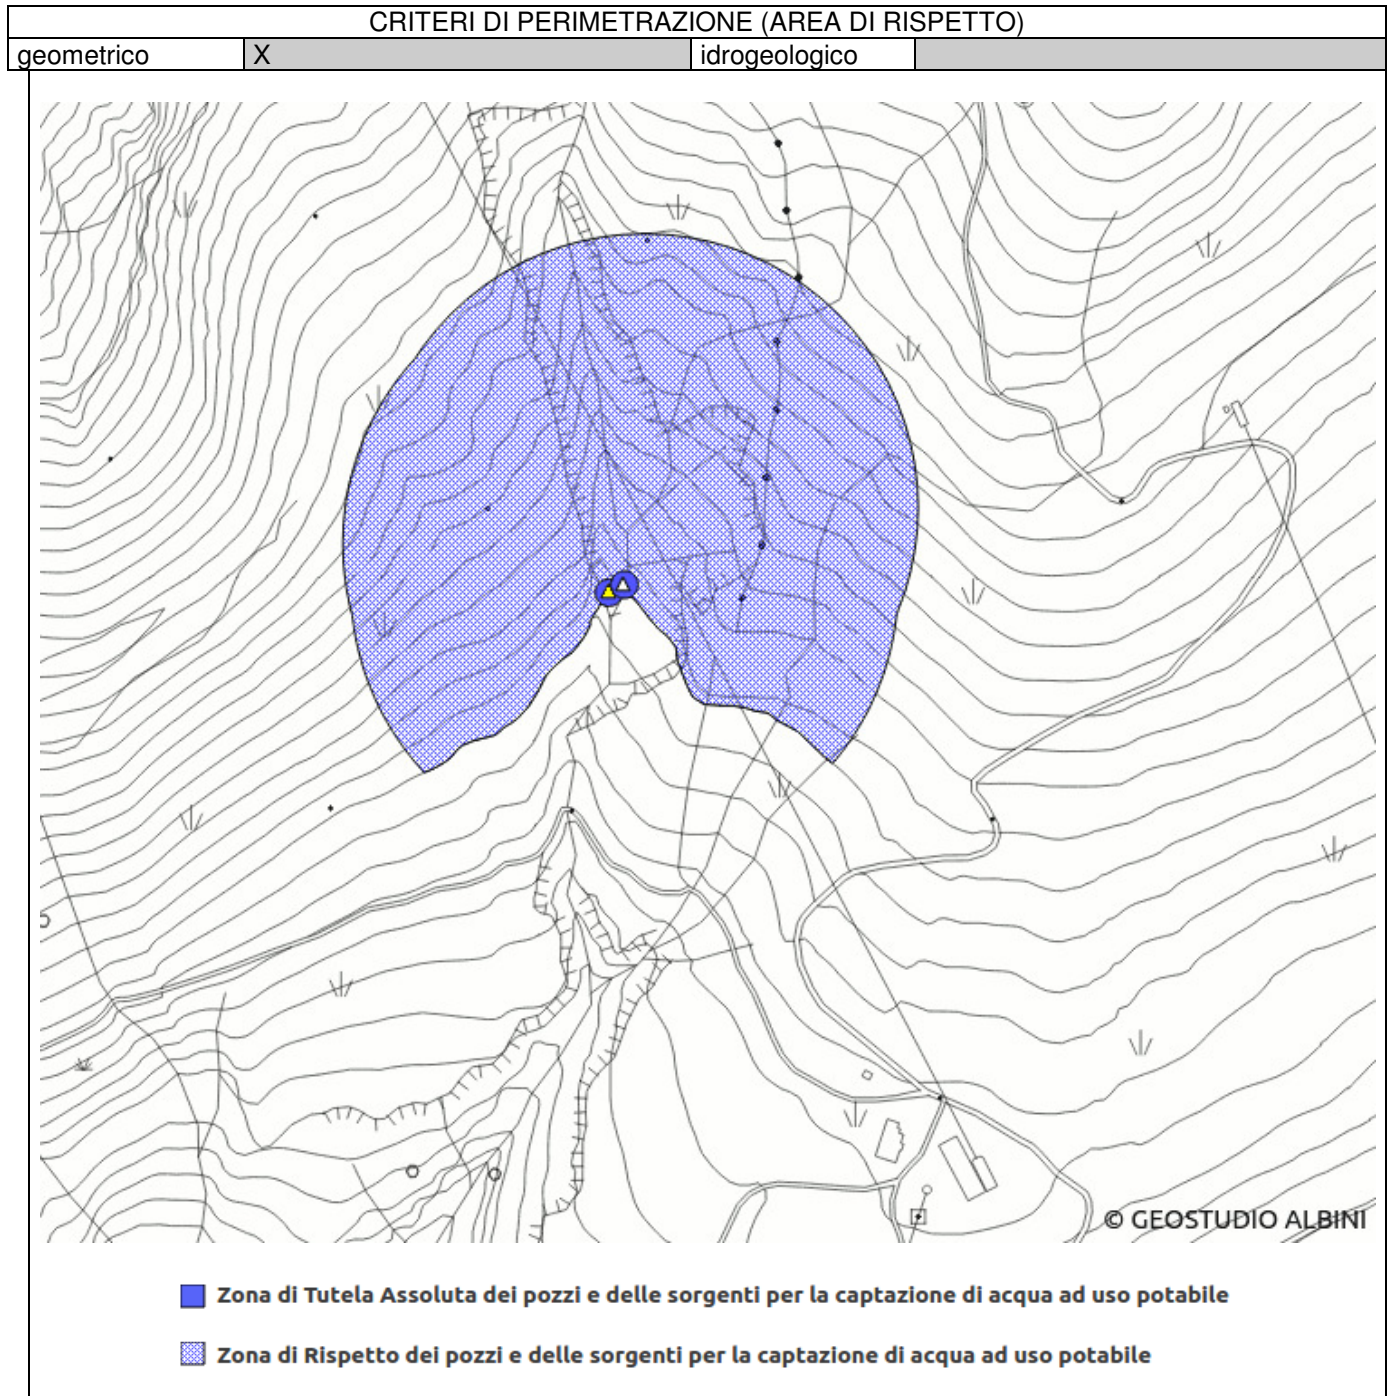 CRITERI DI PERIMETRAZIONE (AREA DI RISPETTO)
geometrico X idrogeologico
© GEOSTUDIO ALBINI
Zona di Tutela Assoluta dei pozzi e delle sorgenti per la captazione di acqua ad uso potabile
Zona di Rispetto dei pozzi e delle sorgenti per la captazione di acqua ad uso potabile